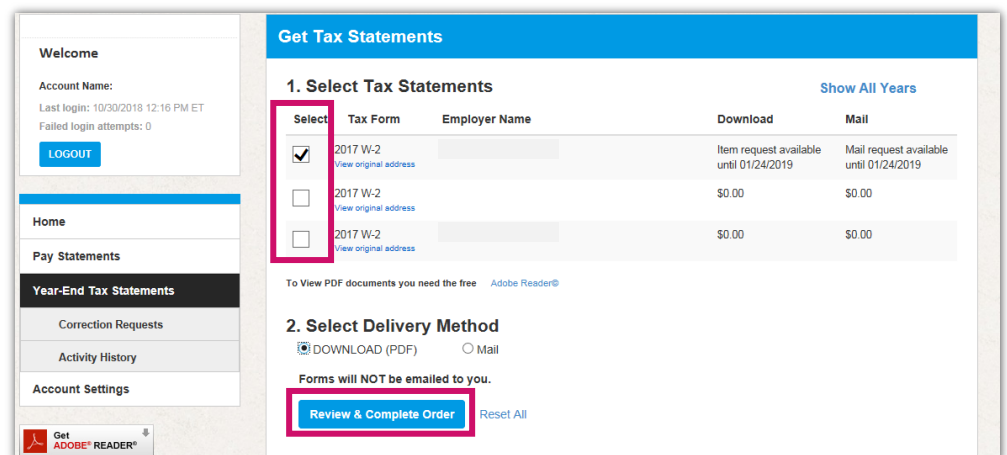 Welcome
Account Name:
Last login: 10/30/2018 12:16 PM ET
Failed login attempts: 0
LOGOUT
Home
Pay Statements
Year-End Tax Statements
Correction Requests
Activity History
Account Settings
Get
ADOBE® READER®
Get Tax Statements
1. Select Tax Statements Show All Years
Select Tax Form Employer Name Download Mail
2017 W-2 Item request available Mail request available
View original address until 01/24/2019 until 01/24/2019
2017 W-2 $0.00 $0.00
View original address
2017 W-2 $0.00 $0.00
View original address
To View PDF documents you need the free Adobe Reader®
2. Select Delivery Method
DOWNLOAD (PDF) Mail
Forms will NOT be emailed to you.
Review & Complete Order Reset All